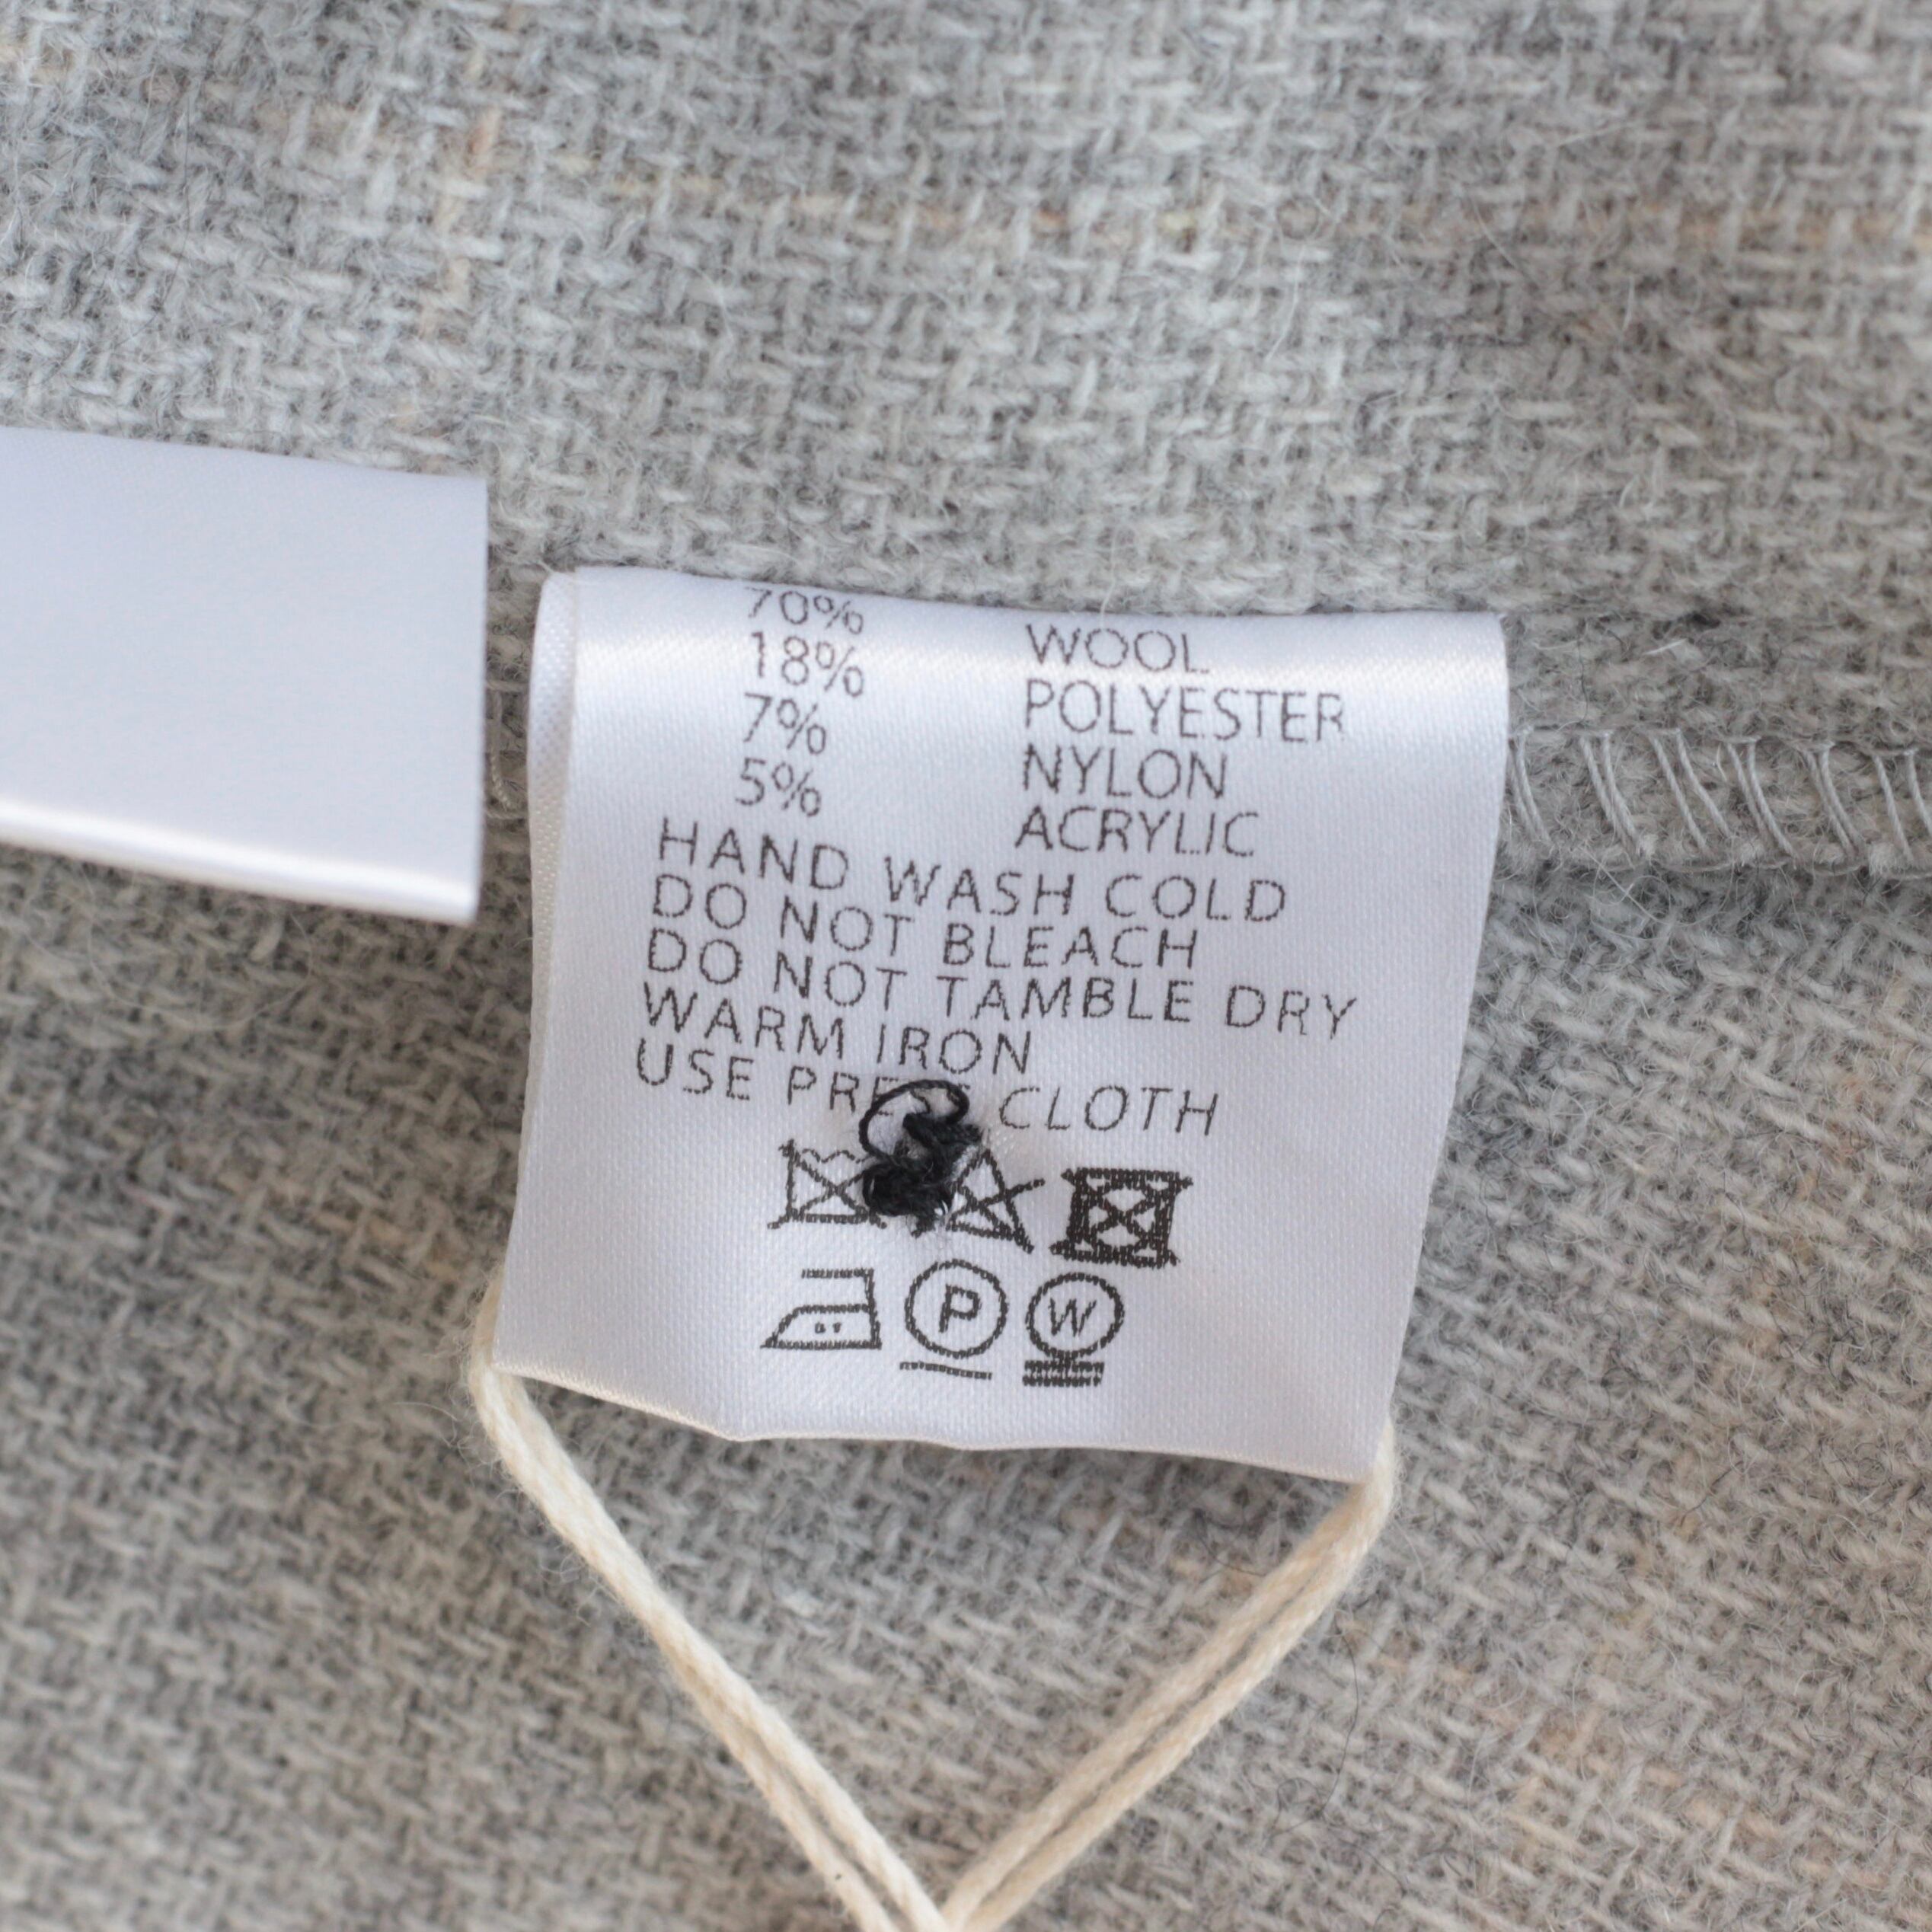 70% WOOL
18% POLYESTER
7% NYLON
5% ACRYLIC
HAND WASH COLD
DO NOT BLEACH
DO NOT TAMBLE DRY
WARM IRON
USE PRESS CLOTH
P W